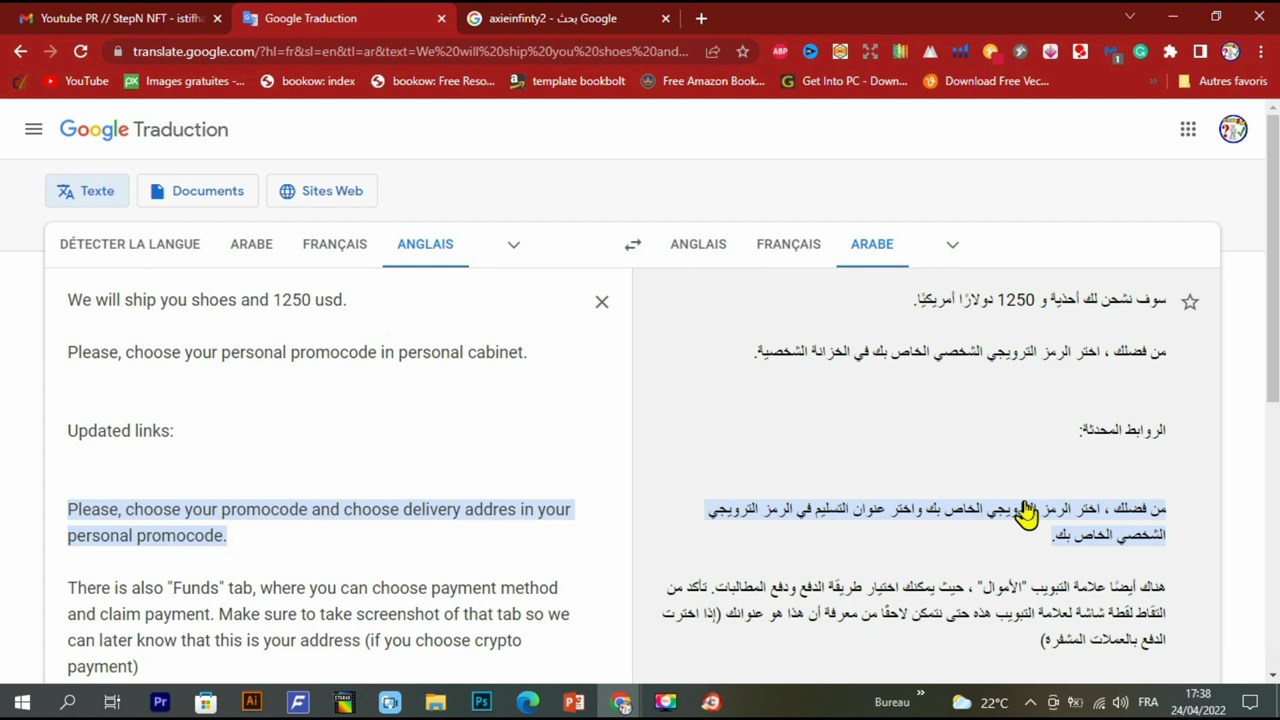 Youtube PR // StepN NFT - istifha
Google Traduction
axieinfinty2 - بحث Google
translate.google.com/?hl=fr&sl=en&tl=ar&text=We%20will%20ship%20you%20shoes%20and...
YouTube
Images gratuites -...
bookow: index
bookow: Free Reso...
template bookbolt
Free Amazon Book...
Get Into PC - Downl...
Download Free Vec...
Autres favoris
Google Traduction
Texte
Documents
Sites Web
DÉTECTER LA LANGUE
ARABE
FRANÇAIS
ANGLAIS
ANGLAIS
FRANÇAIS
ARABE
We will ship you shoes and 1250 usd.
Please, choose your personal promocode in personal cabinet.
Updated links:
Please, choose your promocode and choose delivery addres in your
personal promocode.
There is also "Funds" tab, where you can choose payment method
and claim payment. Make sure to take screenshot of that tab so we
can later know that this is your address (if you choose crypto
payment)
سوف نشحن لك أحذية و 1250 دولارًا أمريكيًا.
من فضلك ، اختر الرمز الترويجي الشخصي الخاص بك في الخزانة الشخصية.
الروابط المحدثة:
من فضلك ، اختر الرمز الترويجي الخاص بك واختر عنوان التسليم في الرمز الترويجي
الشخصي الخاص بك.
هناك أيضًا علامة التبويب "الأموال" ، حيث يمكنك اختيار طريقة الدفع ودفع المطالبات. تأكد من
التقاط لقطة شاشة لعلامة التبويب هذه حتى نتمكن لاحقًا من معرفة أن هذا هو عنوانك (إذا اخترت
الدفع بالعملات المشفرة)
Pr
Ai
STUDIO
Ps
Bureau
22°C
FRA
17:38
24/04/2022